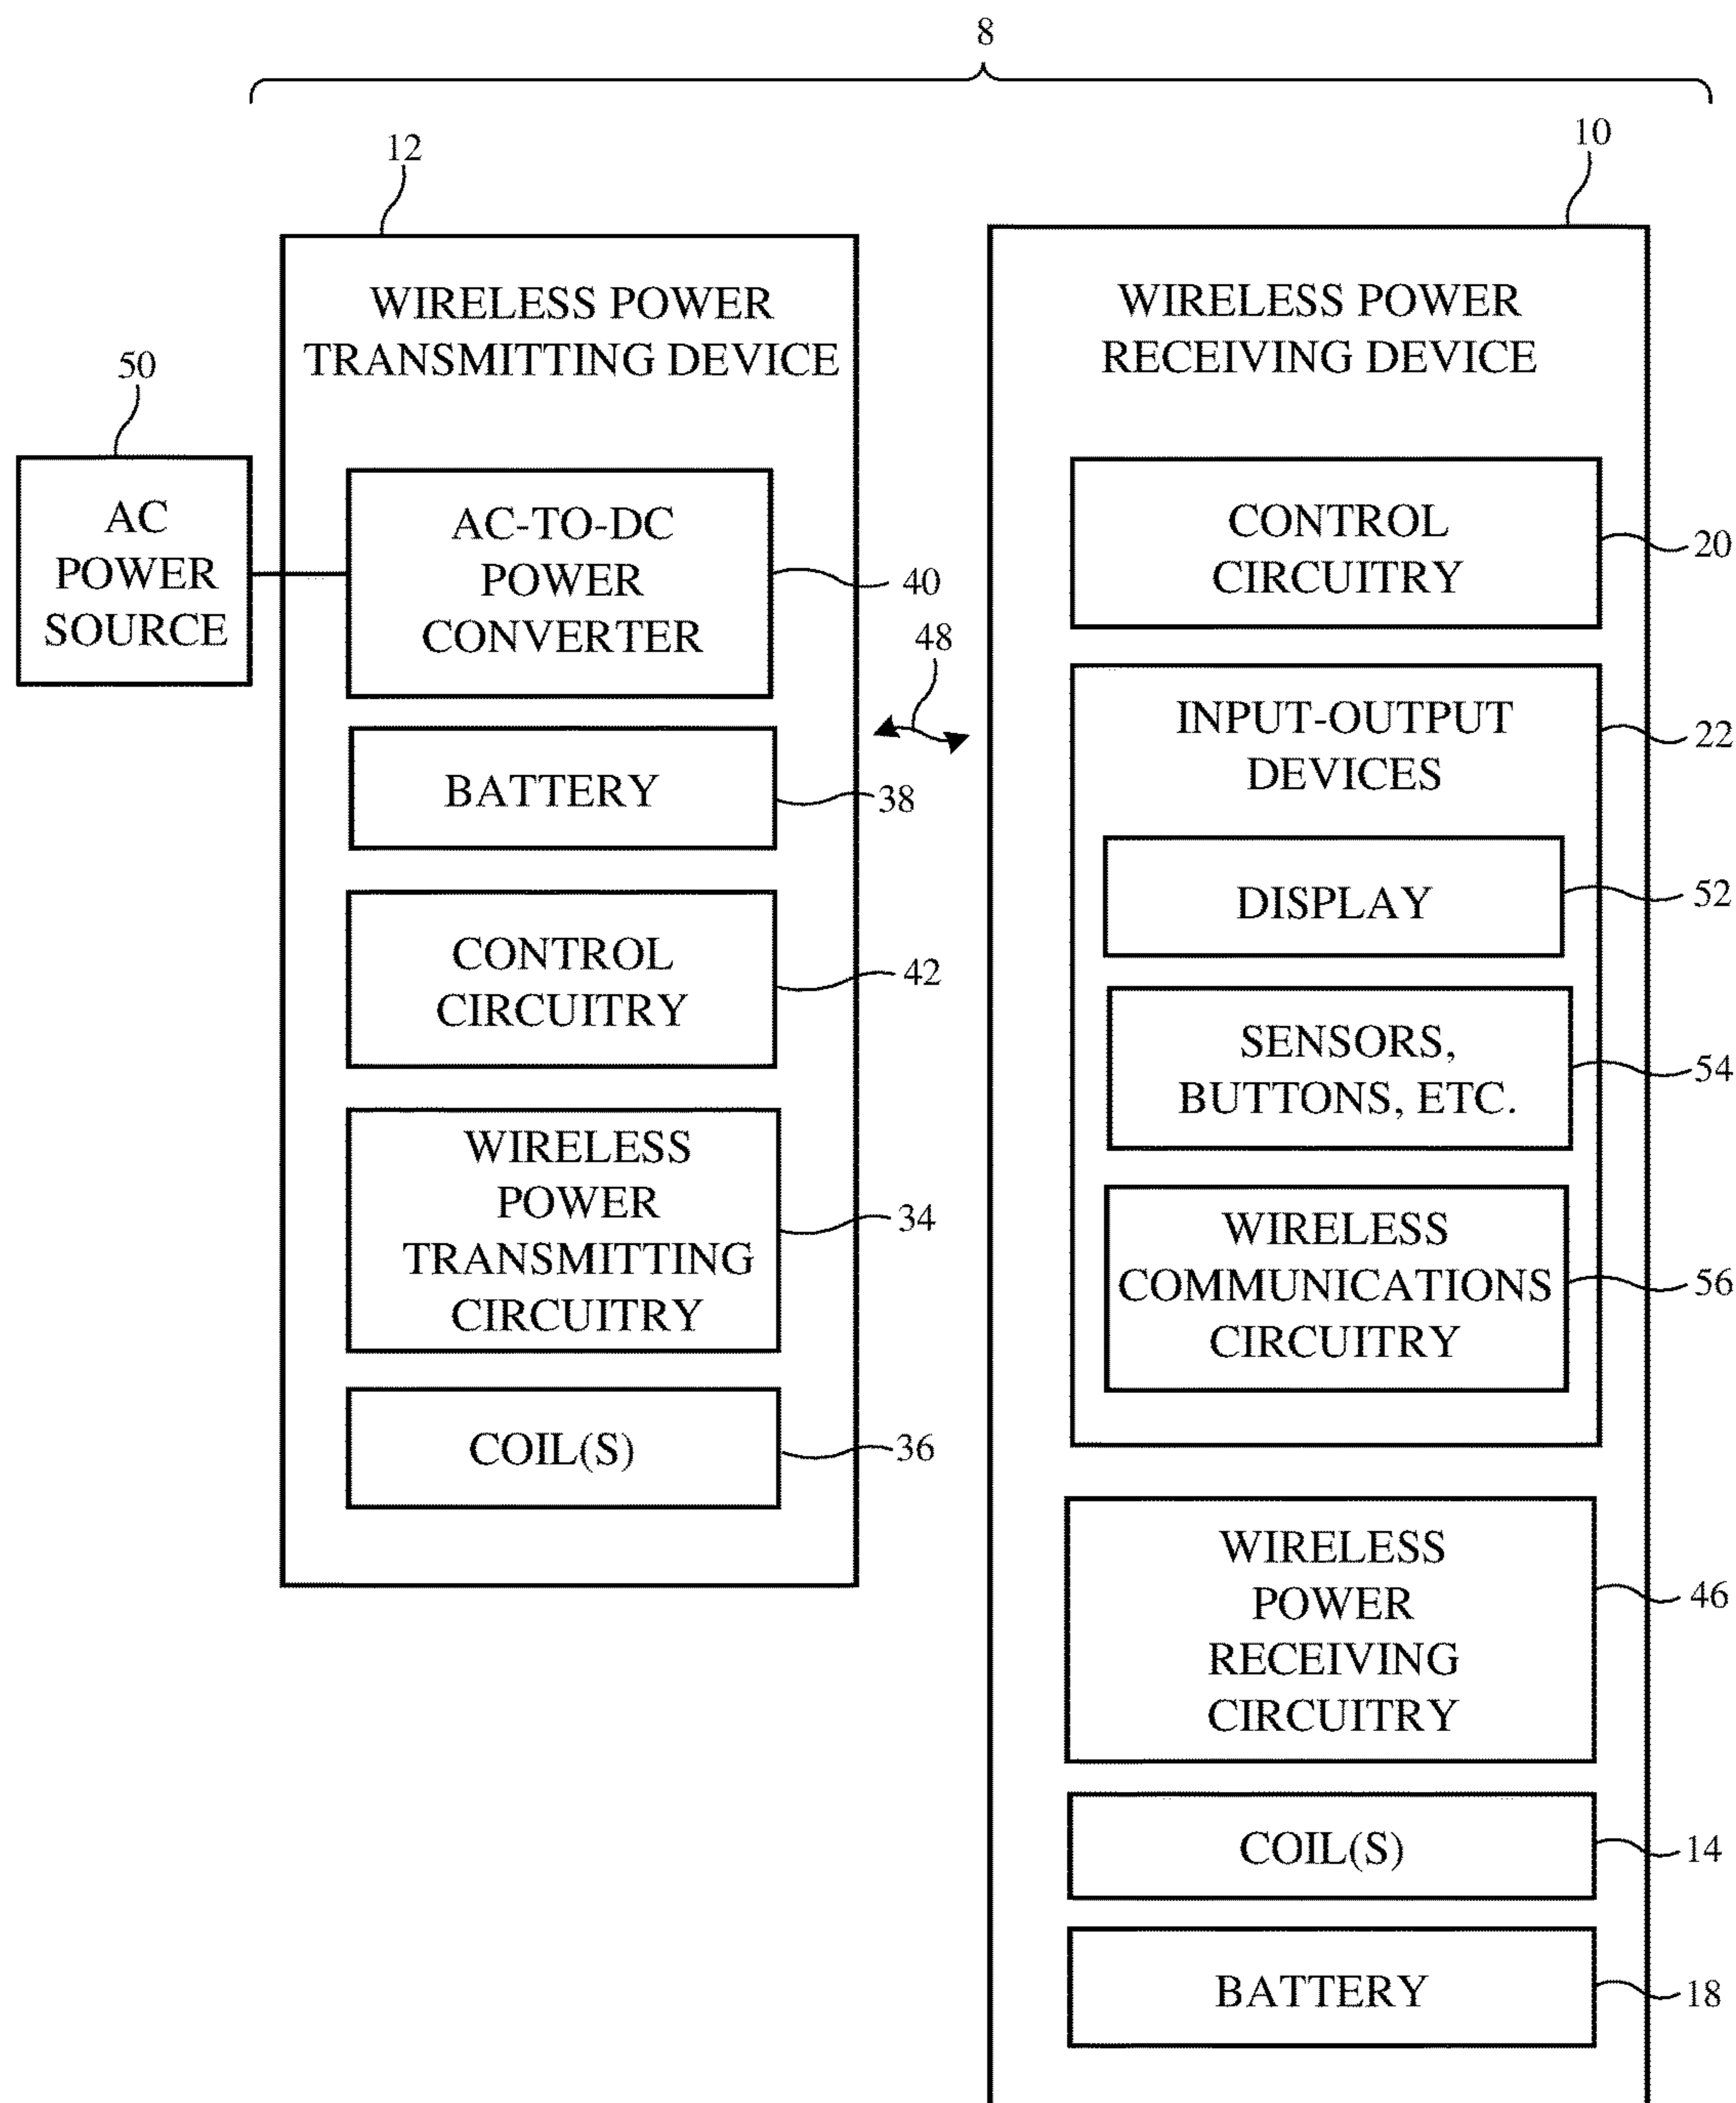 8
12
10
WIRELESS POWER
TRANSMITTING DEVICE
WIRELESS POWER
RECEIVING DEVICE
50
AC
POWER
SOURCE
AC-TO-DC
POWER
CONVERTER
40
BATTERY
38
CONTROL
CIRCUITRY
42
WIRELESS
POWER
TRANSMITTING
CIRCUITRY
34
COIL(S)
36
48
CONTROL
CIRCUITRY
20
INPUT-OUTPUT
DEVICES
22
DISPLAY
52
SENSORS,
BUTTONS, ETC.
54
WIRELESS
COMMUNICATIONS
CIRCUITRY
56
WIRELESS
POWER
RECEIVING
CIRCUITRY
46
COIL(S)
14
BATTERY
18